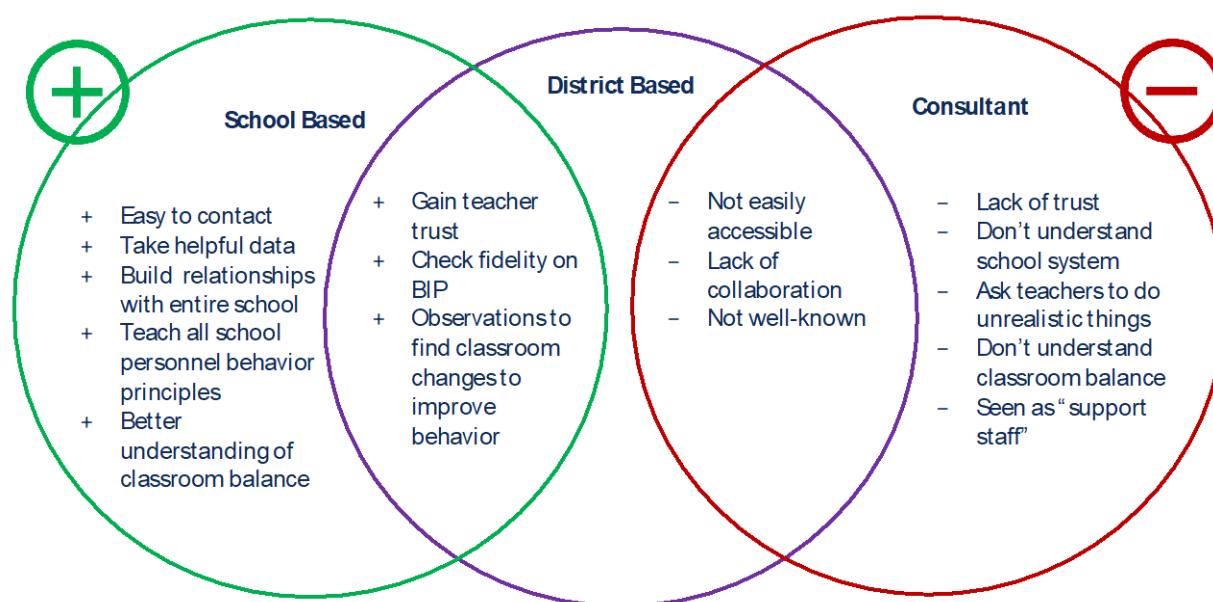 District Based
School Based
Consultant
+ Easy to contact
+ Take helpful data
+ Build relationships
with entire school
+ Teach all school
personnel behavior
principles
+ Better
understanding of
classroom balance
+ Gain teacher
trust
+ Check fidelity on
BIP
+ Observations to
find classroom
changes to
improve
behavior
– Not easily
accessible
– Lack of
collaboration
– Not well-known
– Lack of trust
– Don’t understand
school system
– Ask teachers to do
unrealistic things
– Don’t understand
classroom balance
– Seen as “support
staff”